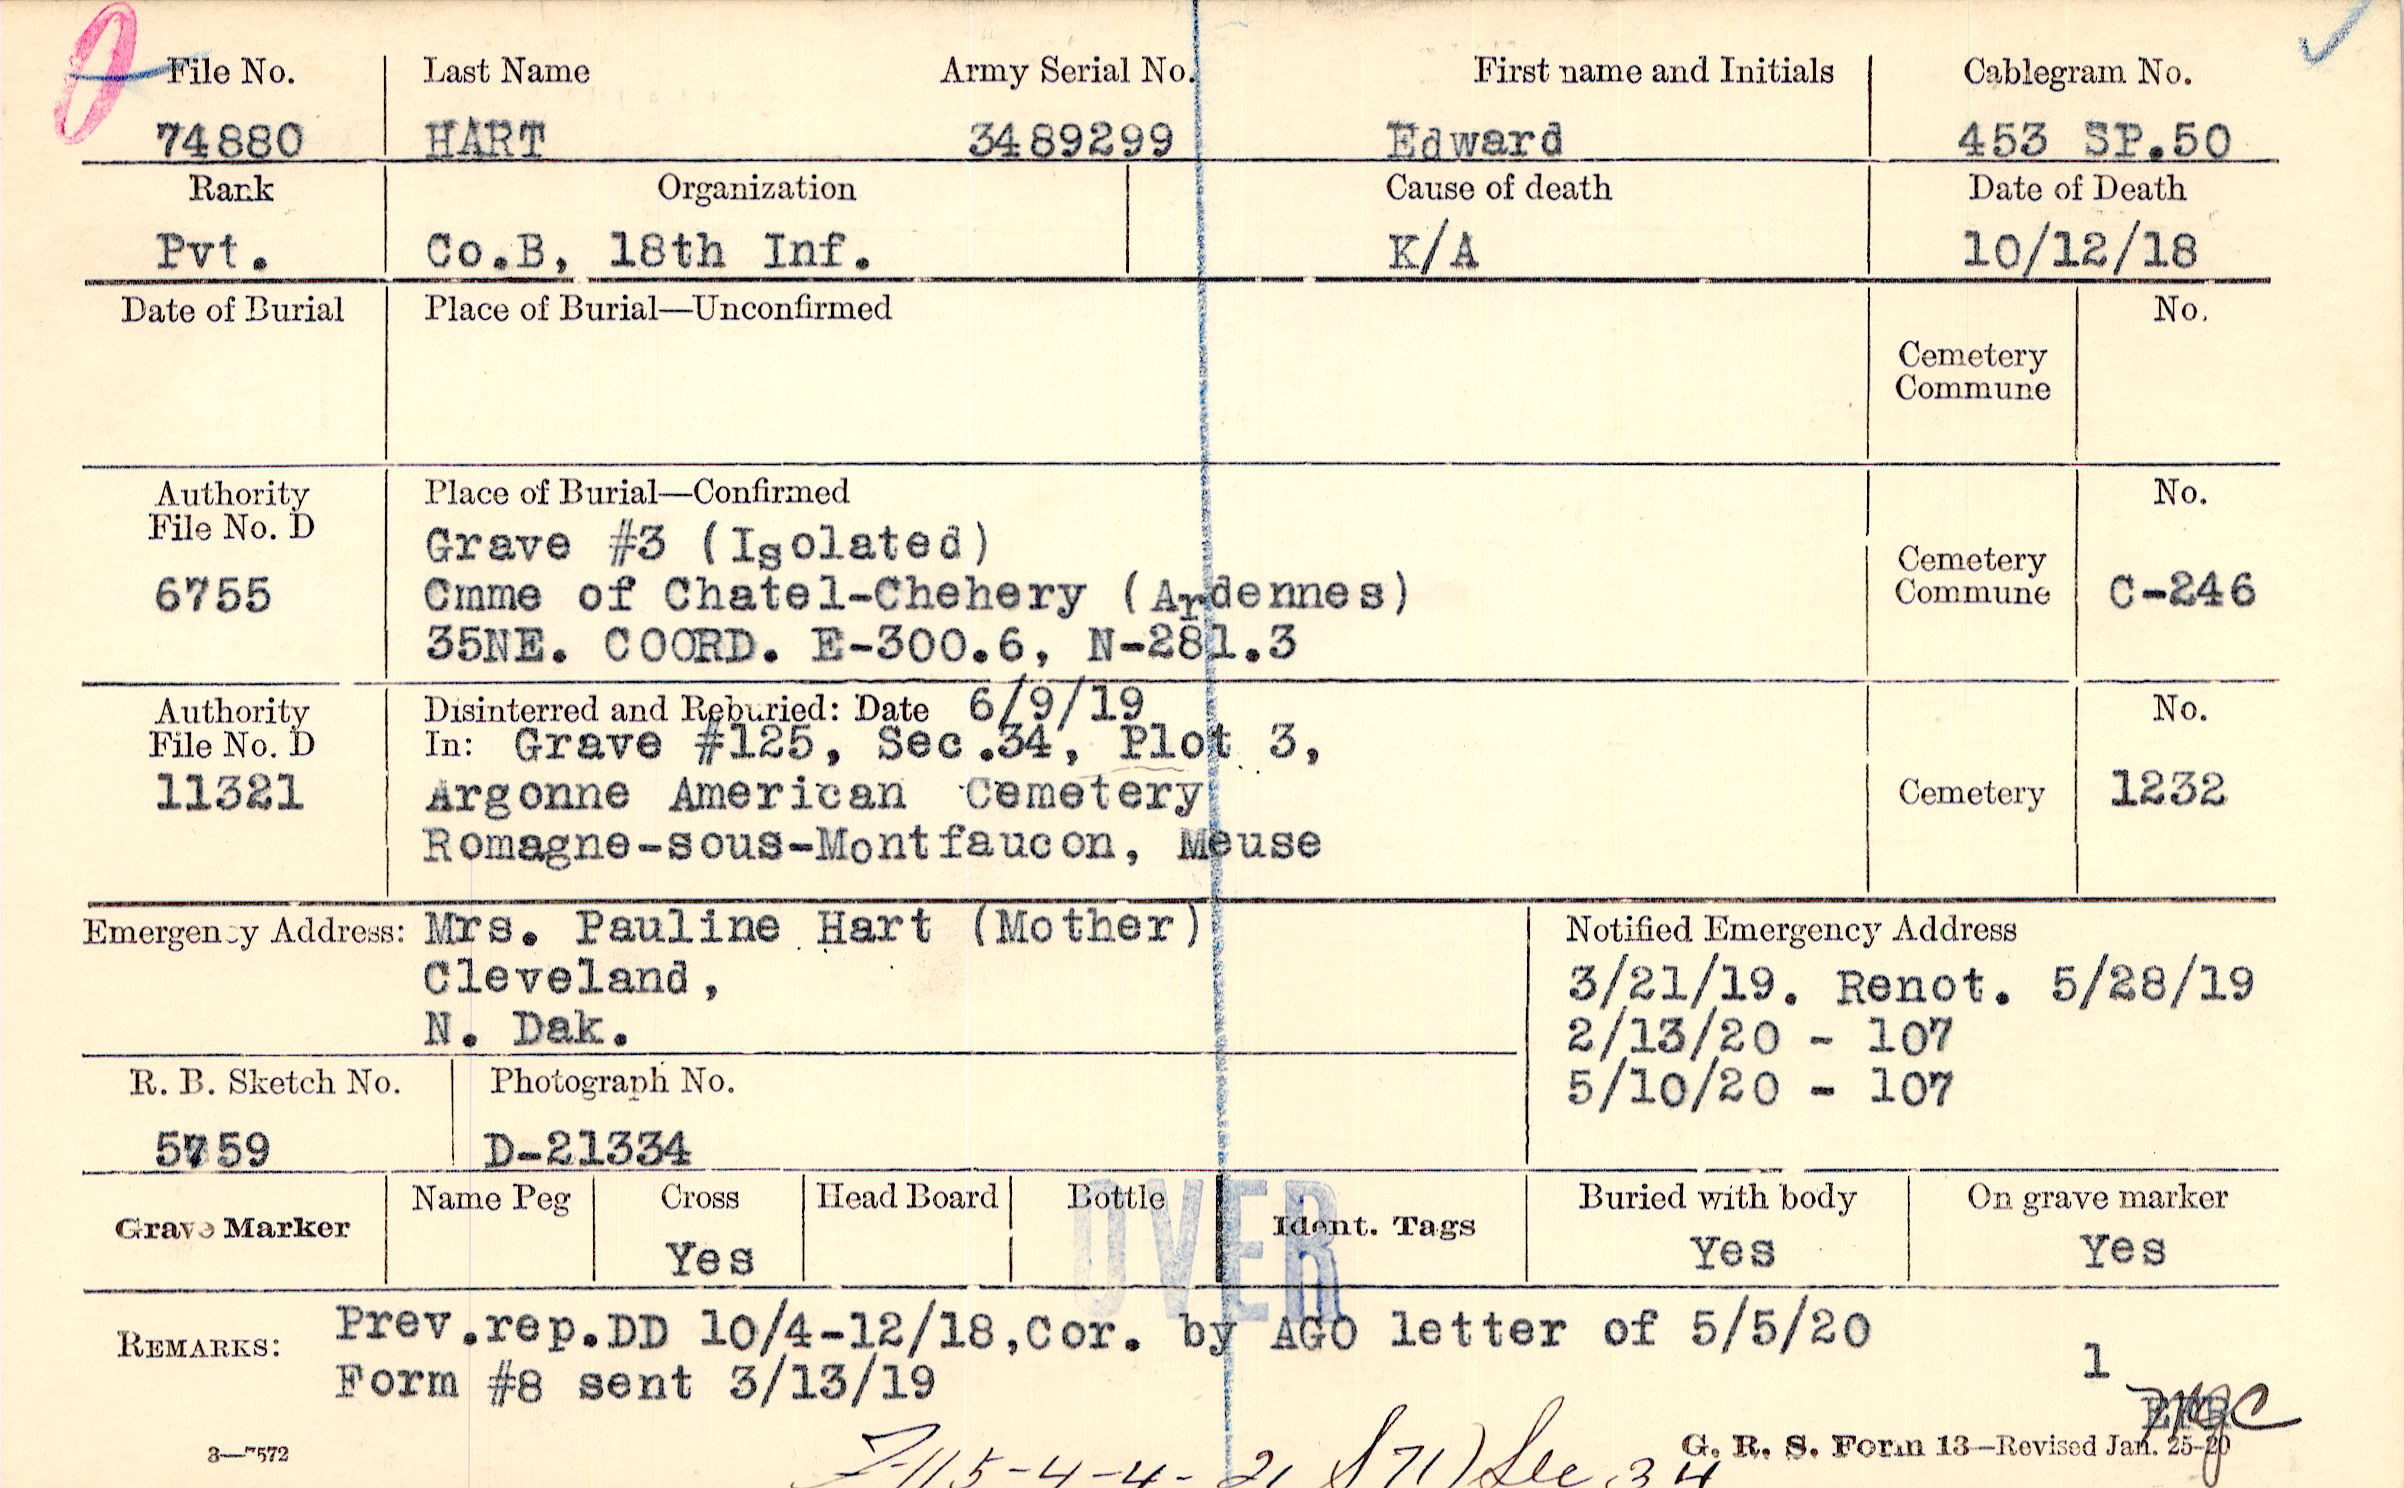 File No. Last Name Army Serial No. First name and Initials Cablegram No.
74880 HART 3489299 Edward 453 SP.50
Rank Organization Cause of death Date of Death
Pvt. Co.B, 18th Inf. K/A 10/12/18
Date of Burial Place of Burial—Unconfirmed No.
Cemetery
Commune
Authority Place of Burial—Confirmed No.
File No. D
Grave #3 (Isolated)
6755 Cmme of Chatel-Chehery (Ardennes) Cemetery
Commune C-246
35NE. COORD. E-300.6, N-281.3
Authority Disinterred and Reburied: Date 6/9/19 No.
File No. D In: Grave #125, Sec.34, Plot 3,
11321 Argonne American Cemetery Cemetery 1232
Romagne-sous-Montfaucon, Meuse
Emergency Address: Mrs. Pauline Hart (Mother) Notified Emergency Address
Cleveland, 3/21/19. Renot. 5/28/19
N. Dak. 2/13/20 - 107
R. B. Sketch No. Photograph No. 5/10/20 - 107
5759 D-21334
Grave Marker Name Peg Cross Head Board Bottle Ident. Tags Buried with body On grave marker
Yes Yes Yes
OVER
REMARKS: Prev.rep.DD 10/4-12/18,Cor. by AGO letter of 5/5/20
Form #8 sent 3/13/19 1
3—7572 G. R. S. Form 13—Revised Jan. 25-20
Sec. 34